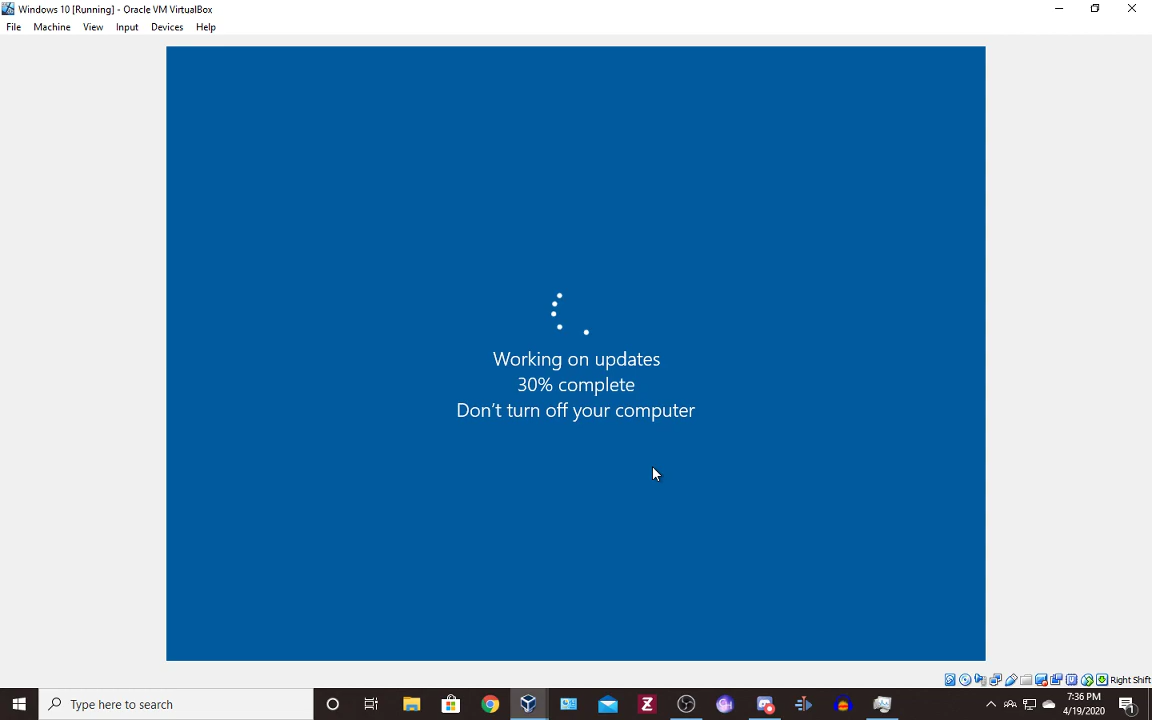 Windows 10 [Running] - Oracle VM VirtualBox
File Machine View Input Devices Help
Working on updates
30% complete
Don't turn off your computer
Right Shift
Type here to search
Z
7:36 PM
4/19/2020
1